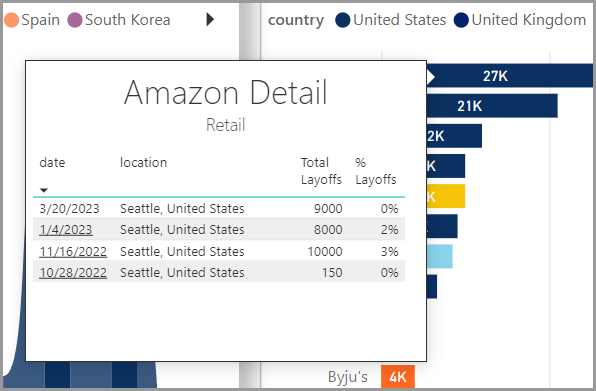 Spain South Korea
country United States United Kingdom
27K
21K
2K
K
K
Amazon Detail
Retail
date location Total Layoffs % Layoffs
3/20/2023 Seattle, United States 9000 0%
1/4/2023 Seattle, United States 8000 2%
11/16/2022 Seattle, United States 10000 3%
10/28/2022 Seattle, United States 150 0%
Byju's 4K